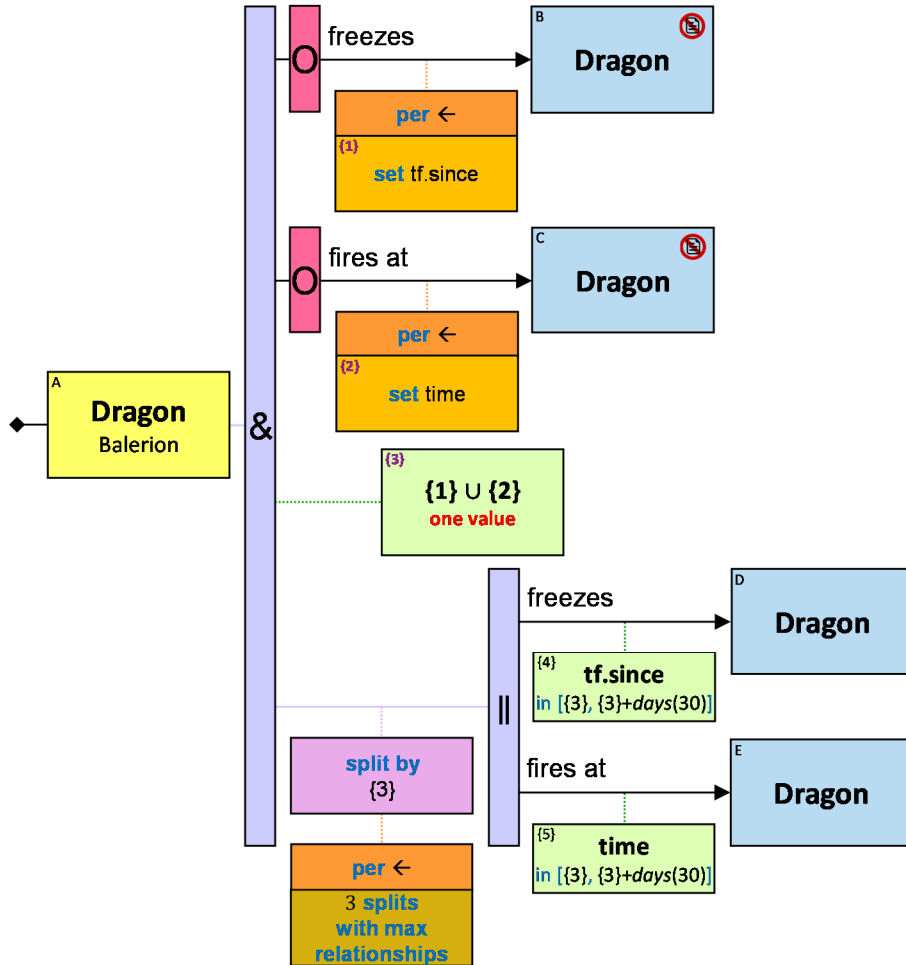 O
freezes
B
Dragon
per ←
{1}
set tf.since
O
fires at
C
Dragon
per ←
{2}
set time
A
Dragon
Balerion
&
{3}
{1} ∪ {2}
one value
||
freezes
D
Dragon
{4}
tf.since
in [{3}, {3}+days(30)]
split by
{3}
fires at
E
Dragon
{5}
time
in [{3}, {3}+days(30)]
per ←
3 splits
with max
relationships